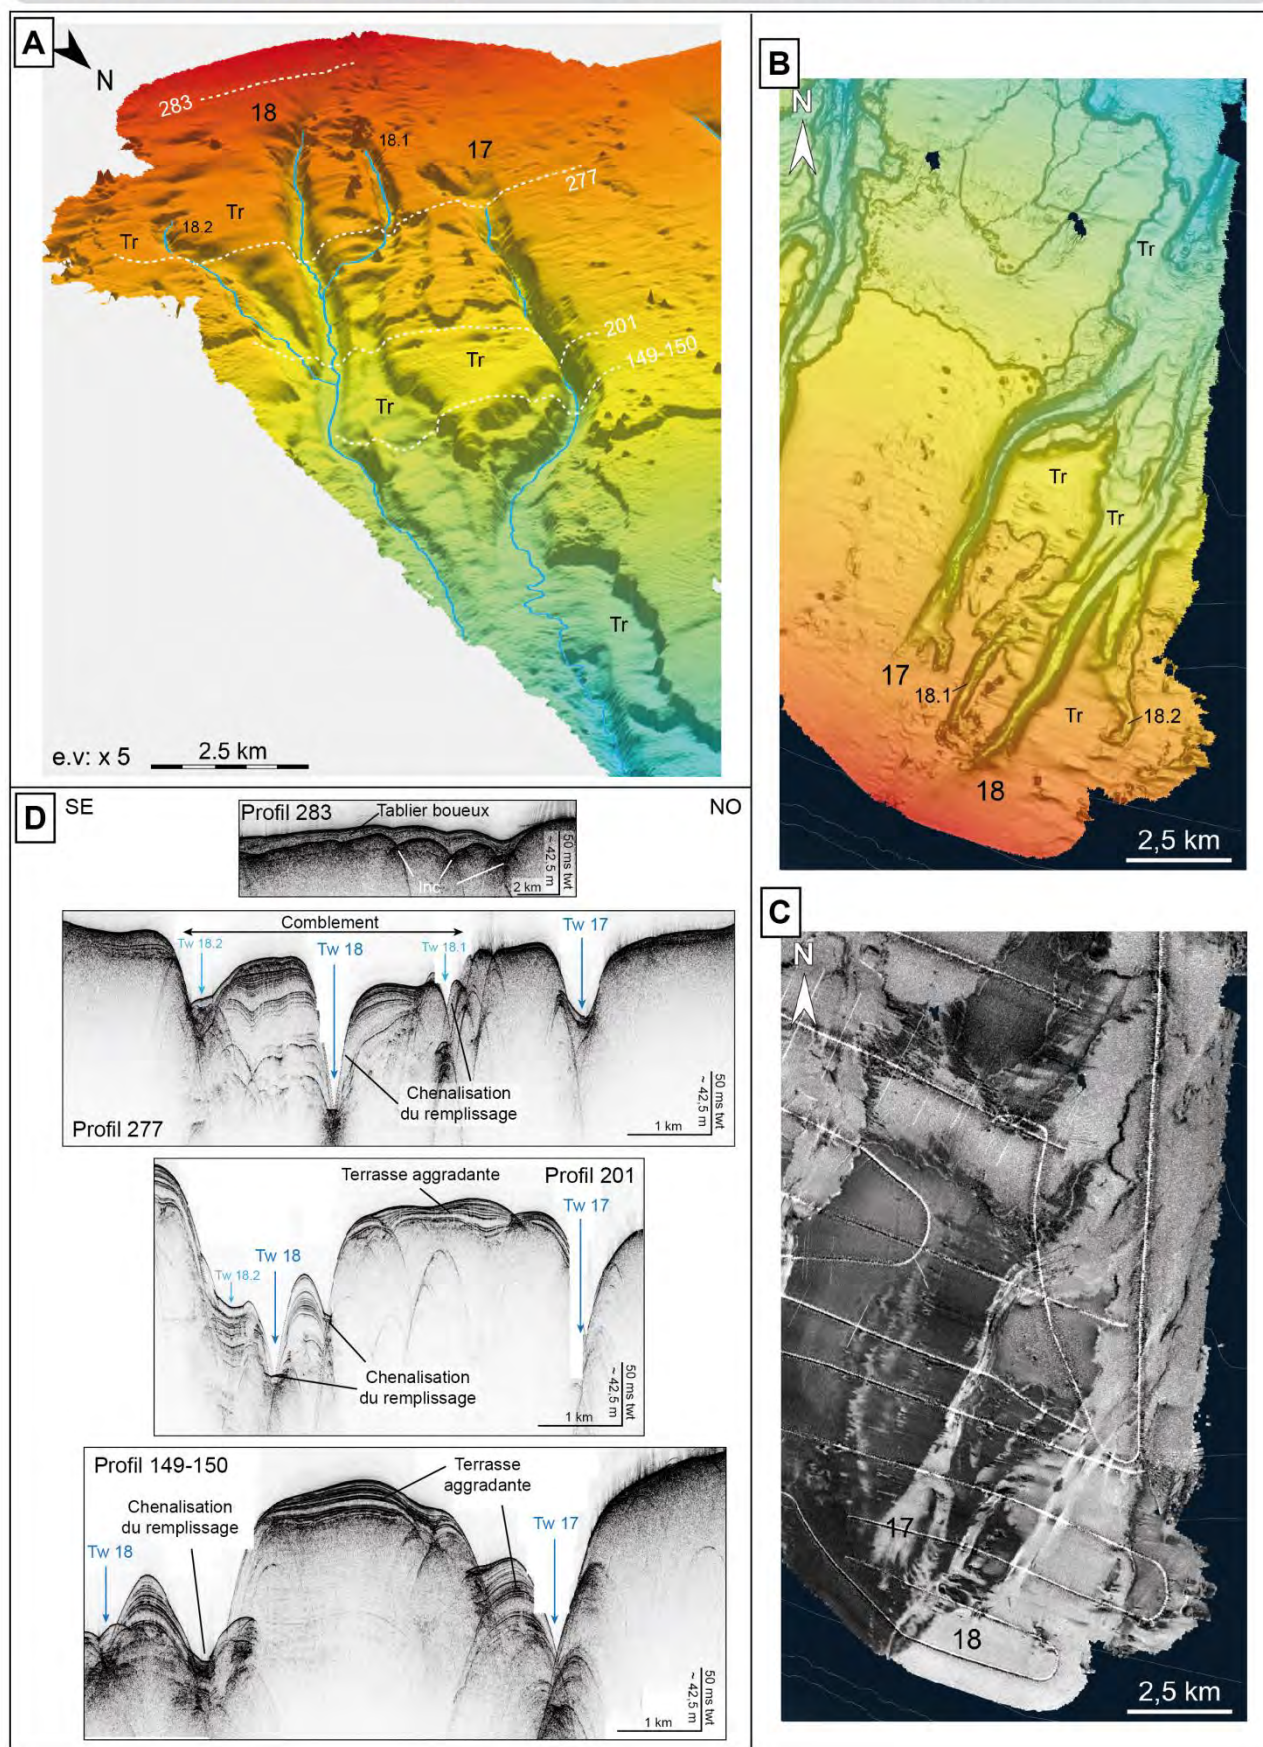 A
N
283
18
18.1
17
277
Tr
18.2
Tr
201
149-150
Tr
Tr
Tr
e.v: x 5
2.5 km
B
N
Tr
Tr
Tr
17
18.1
Tr
18.2
18
2,5 km
C
N
17
18
2,5 km
D
SE
NO
Profil 283
Tablier boueux
Inc
2 km
50 ms twt
~ 42,5 m
Comblement
Tw 18.2
Tw 18
Tw 18.1
Tw 17
Chenalisation
du remplissage
Profil 277
1 km
50 ms twt
~ 42,5 m
Terrasse aggradante
Profil 201
Tw 17
Tw 18
Tw 18.2
Chenalisation
du remplissage
1 km
50 ms twt
~ 42,5 m
Profil 149-150
Terrasse
aggradante
Chenalisation
du remplissage
Tw 18
Tw 17
1 km
50 ms twt
~ 42,5 m